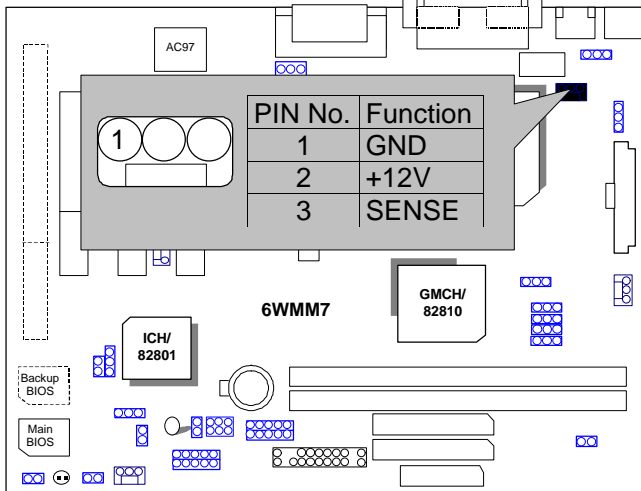 AC97
PIN No. Function
1
1 GND
2 +12V
3 SENSE
6WMM7
GMCH/
82810
ICH/
82801
Backup
BIOS
Main
BIOS